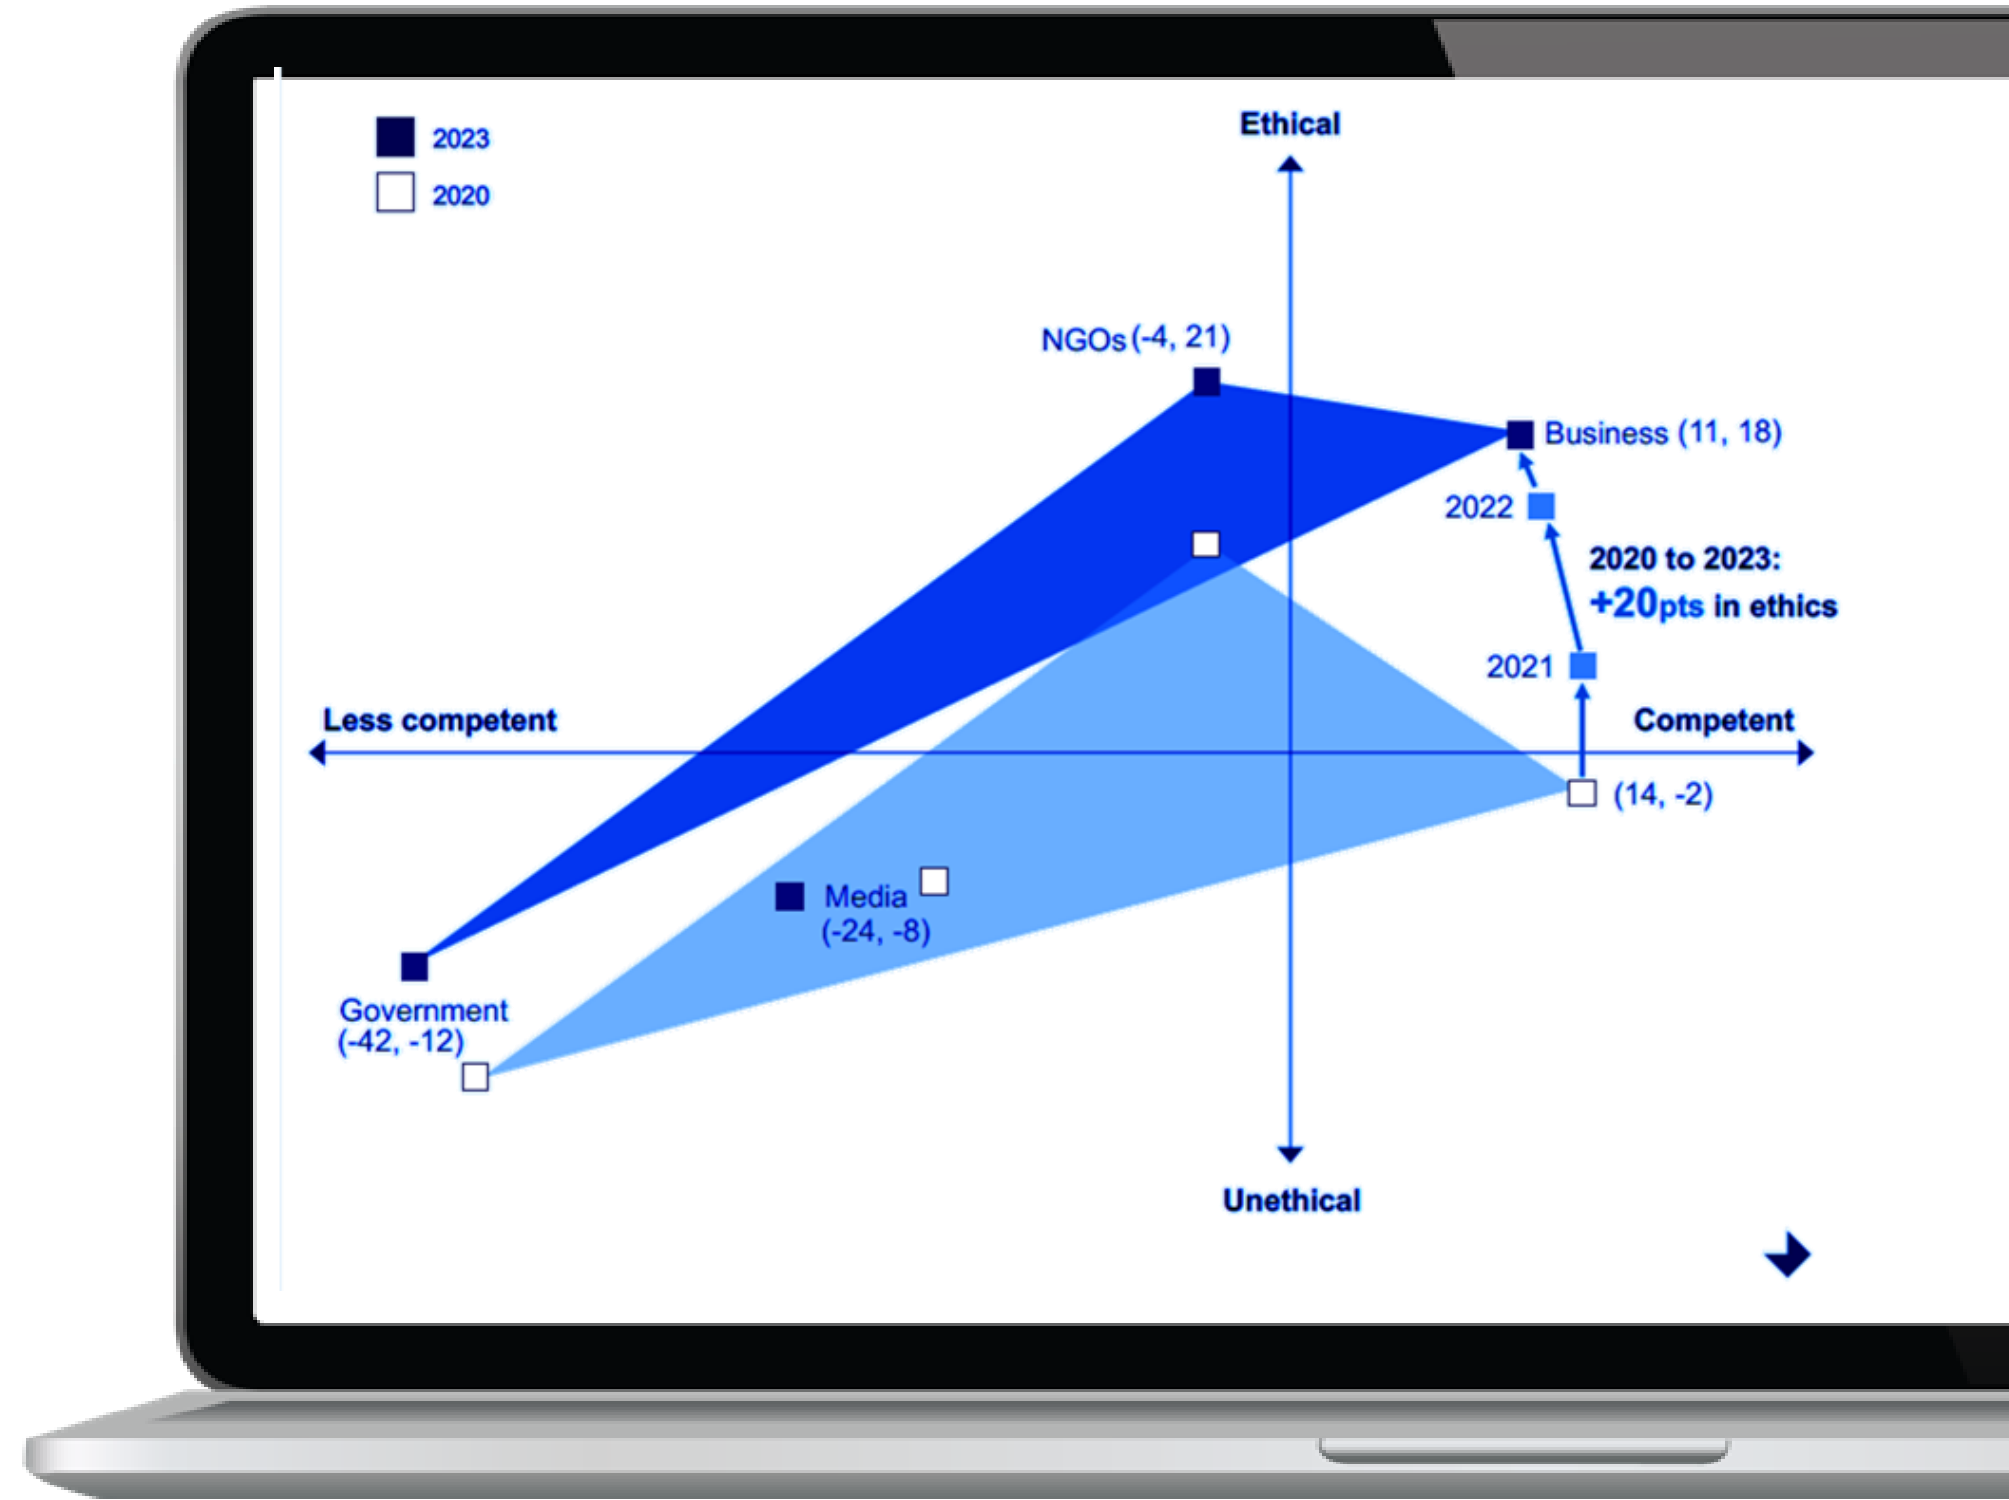 2023
2020
Ethical
NGOs (-4, 21)
Business (11, 18)
2022
2020 to 2023:
+20pts in ethics
2021
Less competent
Competent
(14, -2)
Media
(-24, -8)
Government
(-42, -12)
Unethical